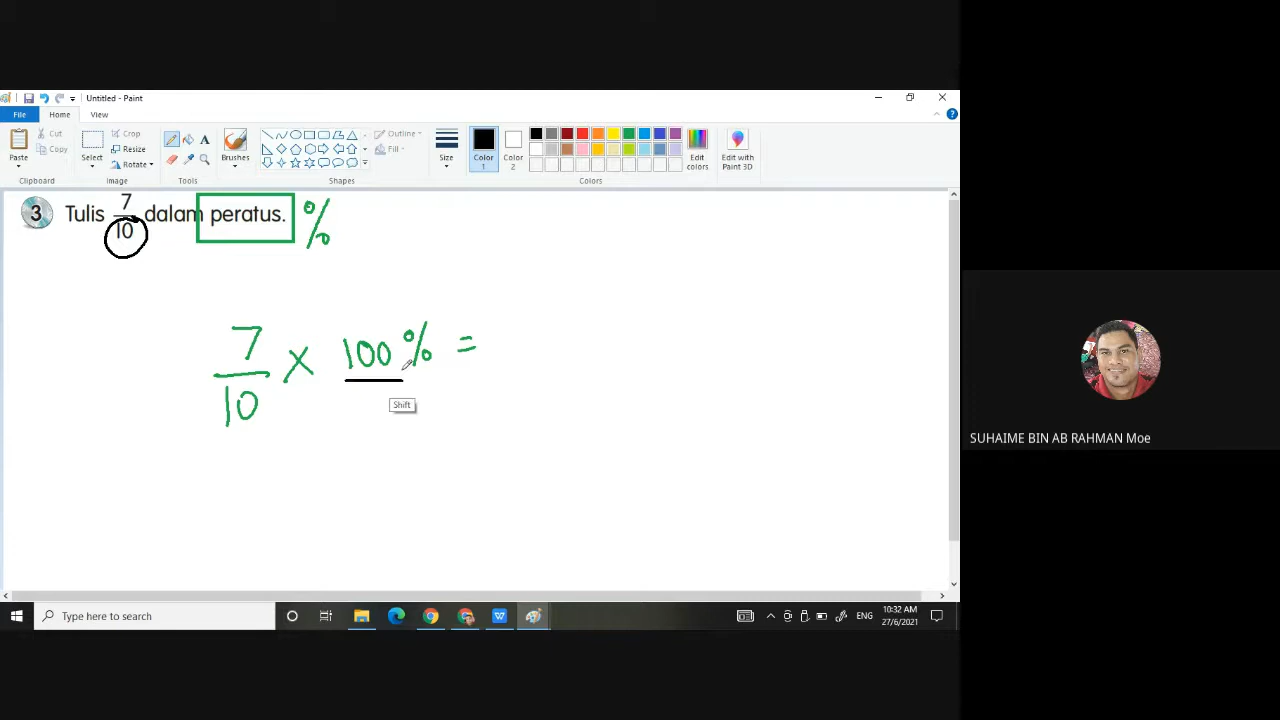 Untitled - Paint
File Home View
Paste Cut Copy Clipboard
Select Crop Resize Rotate Image
A Tools
Brushes
Outline Fill Shapes
Size
Color 1
Color 2
Edit colors
Edit with Paint 3D
Colors
3 Tulis 7/10 dalam peratus. %
7/10 x 100% =
Shift
SUHAIME BIN AB RAHMAN Moe
Type here to search
W
ENG
10:32 AM
27/6/2021